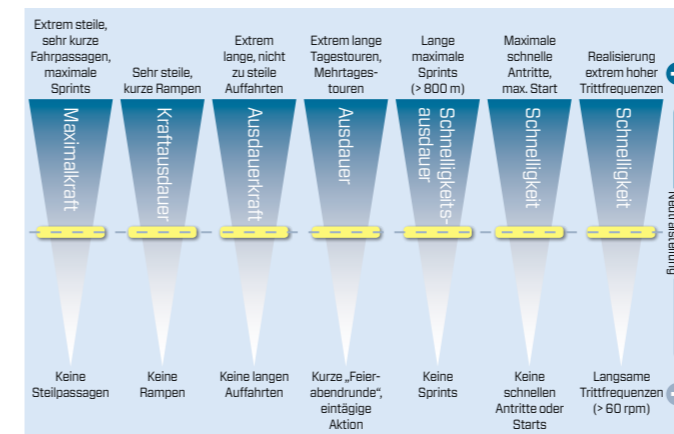 Extrem steile,
sehr kurze
Fahrpassagen,
maximale
Sprints
Sehr steile,
kurze Rampen
Extrem
lange, nicht
zu steile
Auffahrten
Extrem lange
Tagestouren,
Mehrtages-
touren
Lange
maximale
Sprints
(> 800 m)
Maximale
schnelle
Antritte,
max. Start
Realisierung
extrem hoher
Trittfrequenzen
+
Maximalkraft
Kraftausdauer
Ausdauerkraft
Ausdauer
Schnelligkeits-
ausdauer
Schnelligkeit
Schnelligkeit
Keine
Steilpassagen
Keine
Rampen
Keine langen
Auffahrten
Kurze „Feier-
abendrunde“,
eintägige
Aktion
Keine
Sprints
Keine
schnellen
Antritte oder
Starts
Langsame
Trittfrequenzen
(> 60 rpm)